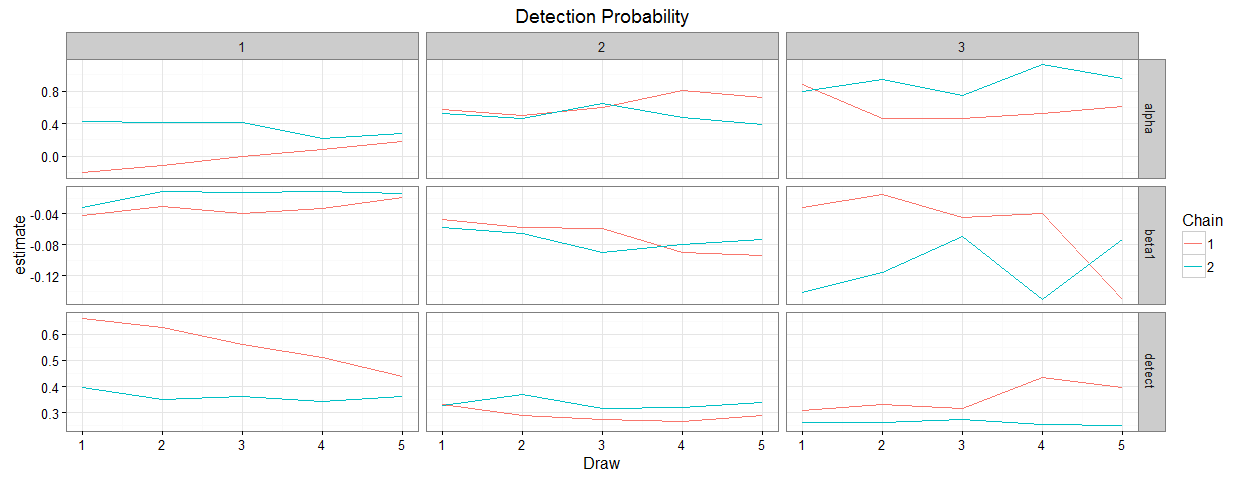 Detection Probability
1 2 3
0.8
0.4
0.0
alpha
-0.04
-0.08
-0.12
beta1
estimate
0.6
0.5
0.4
0.3
detect
1 2 3 4 5 1 2 3 4 5 1 2 3 4 5
Draw
Chain
1
2